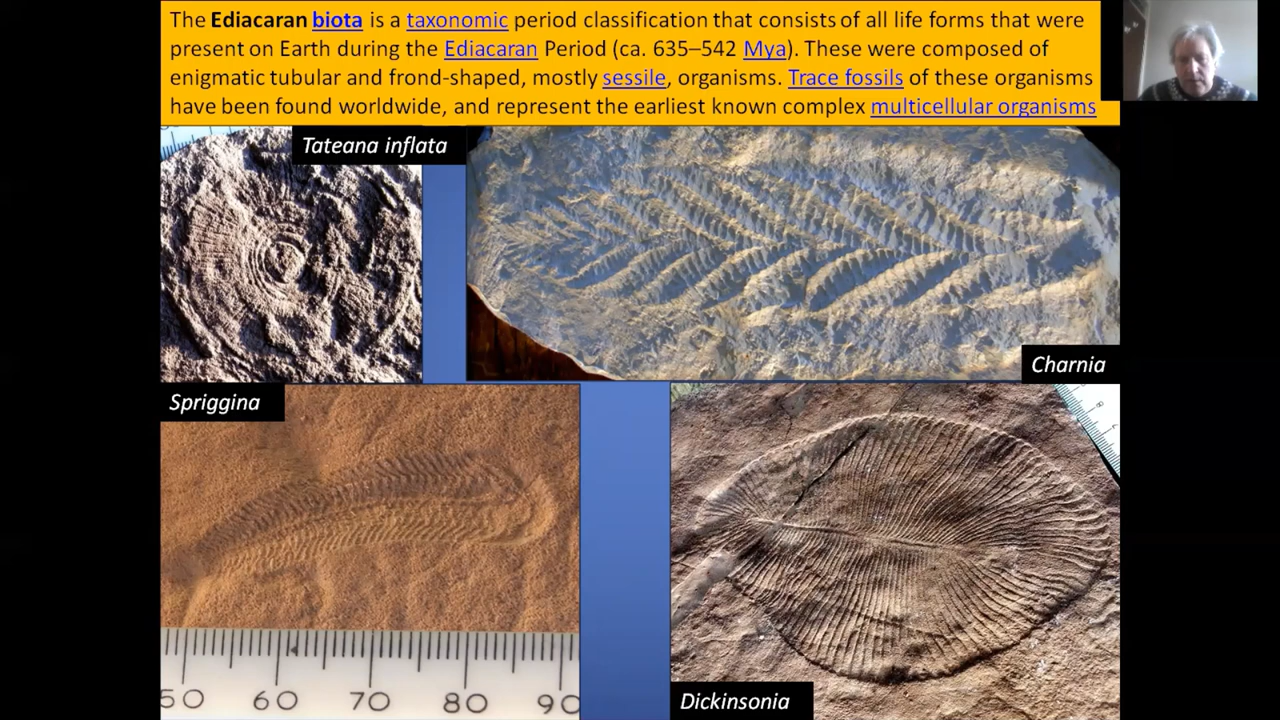 The Ediacaran biota is a taxonomic period classification that consists of all life forms that were
present on Earth during the Ediacaran Period (ca. 635–542 Mya). These were composed of
enigmatic tubular and frond-shaped, mostly sessile, organisms. Trace fossils of these organisms
have been found worldwide, and represent the earliest known complex multicellular organisms
Tateana inflata
Charnia
Spriggina
50 60 70 80 90
Dickinsonia